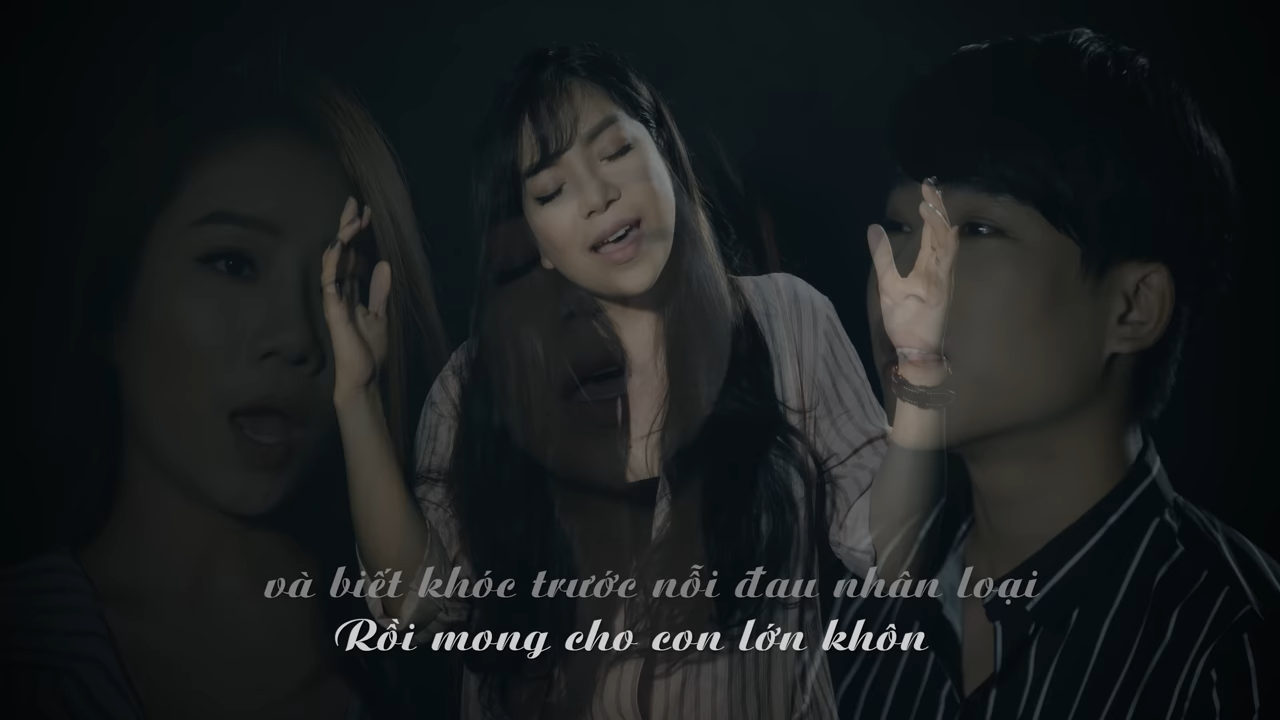 và biết khóc trước nỗi đau nhân loại
Rồi mong cho con lớn khôn